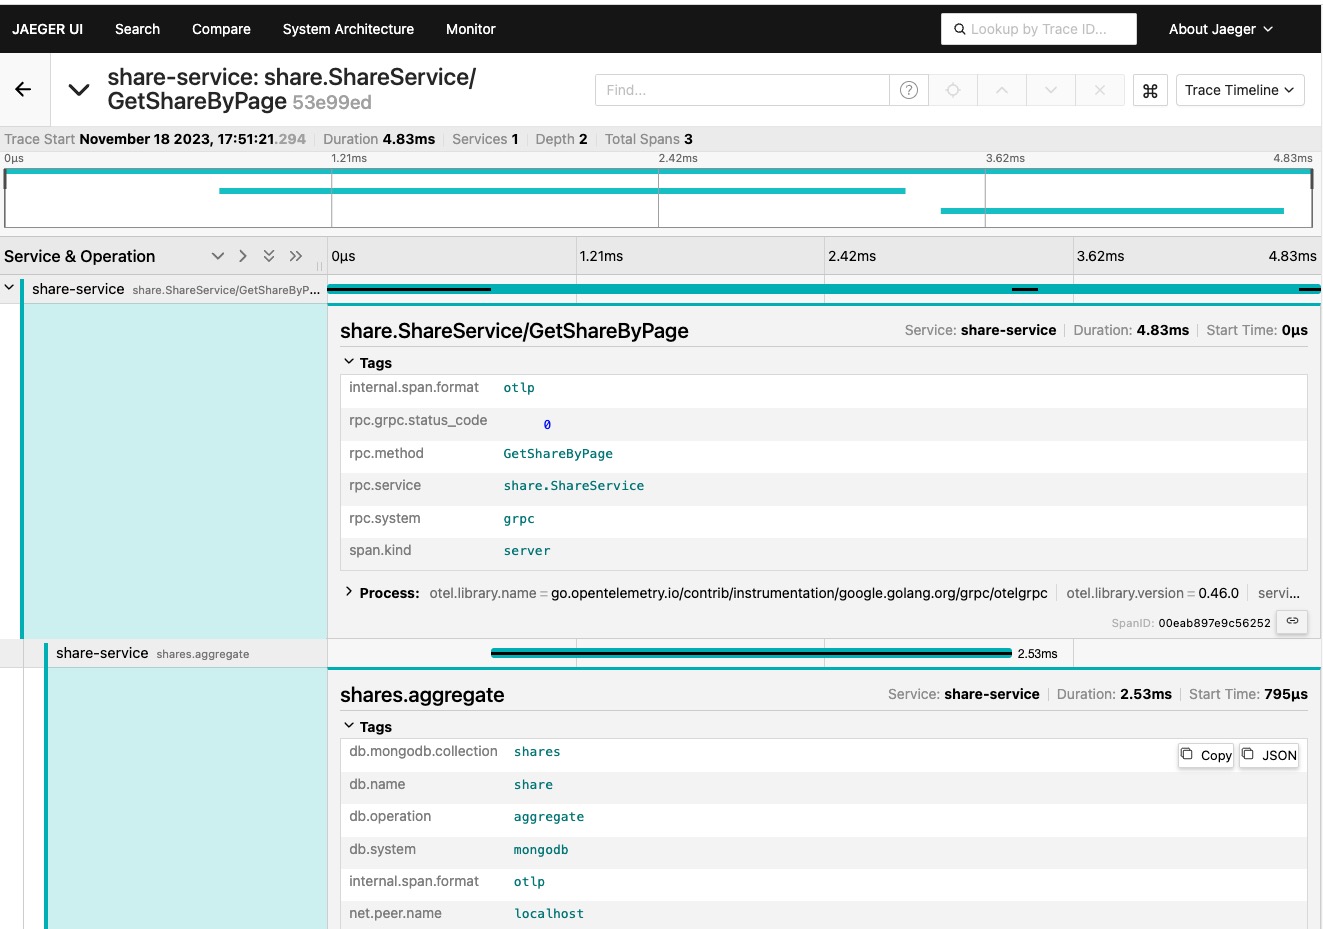 JAEGER UI Search Compare System Architecture Monitor Lookup by Trace ID... About Jaeger
share-service: share.ShareService/
GetShareByPage 53e99ed
Find... ? ⌘ Trace Timeline
Trace Start November 18 2023, 17:51:21.294 Duration 4.83ms Services 1 Depth 2 Total Spans 3
0μs 1.21ms 2.42ms 3.62ms 4.83ms
Service & Operation 0μs 1.21ms 2.42ms 3.62ms 4.83ms
share-service share.ShareService/GetShareByP...
share.ShareService/GetShareByPage Service: share-service Duration: 4.83ms Start Time: 0μs
Tags
internal.span.format otlp
rpc.grpc.status_code 0
rpc.method GetShareByPage
rpc.service share.ShareService
rpc.system grpc
span.kind server
Process: otel.library.name = go.opentelemetry.io/contrib/instrumentation/google.golang.org/grpc/otelgrpc otel.library.version = 0.46.0 servi...
SpanID: 00eab897e9c56252
share-service shares.aggregate 2.53ms
shares.aggregate Service: share-service Duration: 2.53ms Start Time: 795μs
Tags
db.mongodb.collection shares Copy JSON
db.name share
db.operation aggregate
db.system mongodb
internal.span.format otlp
net.peer.name localhost